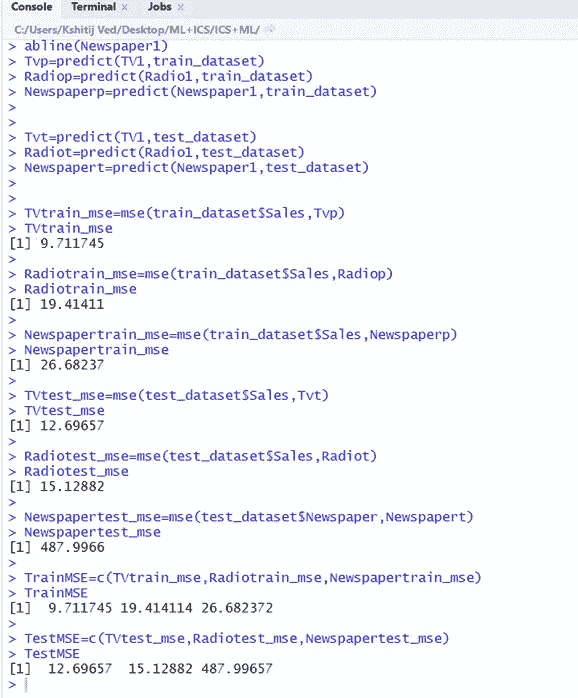 Console Terminal × Jobs ×
C:/Users/Kshitij Ved/Desktop/ML+ICS/ICS+ML/
> abline(Newspaper1)
> Tvp=predict(TV1,train_dataset)
> Radiop=predict(Radio1,train_dataset)
> Newspaperp=predict(Newspaper1,train_dataset)
>
>
> Tvt=predict(TV1,test_dataset)
> Radiot=predict(Radio1,test_dataset)
> Newspapert=predict(Newspaper1,test_dataset)
>
>
> TVtrain_mse=mse(train_dataset$Sales,Tvp)
> TVtrain_mse
[1] 9.711745
>
> Radiotrain_mse=mse(train_dataset$Sales,Radiop)
> Radiotrain_mse
[1] 19.41411
>
> Newspapertrain_mse=mse(train_dataset$Sales,Newspaperp)
> Newspapertrain_mse
[1] 26.68237
>
> TVtest_mse=mse(test_dataset$Sales,Tvt)
> TVtest_mse
[1] 12.69657
>
> Radiotest_mse=mse(test_dataset$Sales,Radiot)
> Radiotest_mse
[1] 15.12882
>
> Newspapertest_mse=mse(test_dataset$Newspaper,Newspapert)
> Newspapertest_mse
[1] 487.9966
>
> TrainMSE=c(TVtrain_mse,Radiotrain_mse,Newspapertrain_mse)
> TrainMSE
[1] 9.711745 19.414114 26.682372
>
> TestMSE=c(TVtest_mse,Radiotest_mse,Newspapertest_mse)
> TestMSE
[1] 12.69657 15.12882 487.99657
>